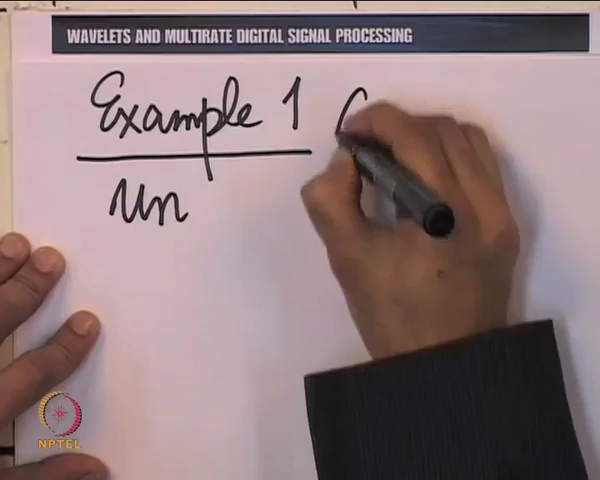 WAVELETS AND MULTIRATE DIGITAL SIGNAL PROCESSING
Example 1 (
Un
NPTEL